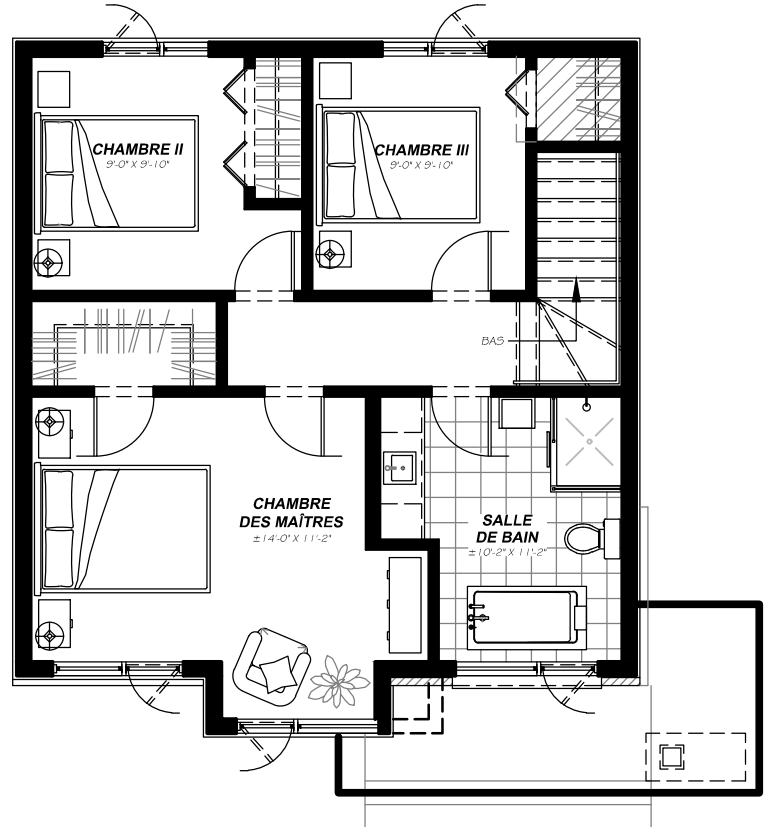 CHAMBRE II
9'-0" X 9'-10"
CHAMBRE III
9'-0" X 9'-10"
BAS
CHAMBRE
DES MAÎTRES
±14'-0" X 11'-2"
SALLE
DE BAIN
±10'-2" X 11'-2"